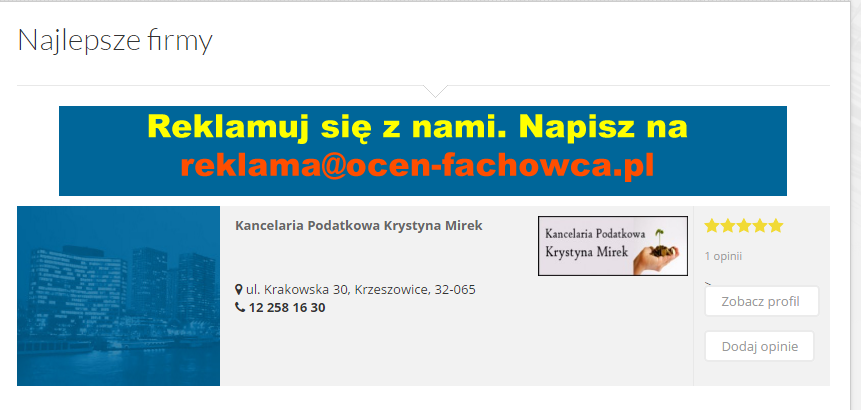 Najlepsze firmy
Reklamuj się z nami. Napisz na
reklama@ocen-fachowca.pl
Kancelaria Podatkowa Krystyna Mirek
Kancelaria Podatkowa
Krystyna Mirek
ul. Krakowska 30, Krzeszowice, 32-065
12 258 16 30
1 opinii
>
Zobacz profil
Dodaj opinie